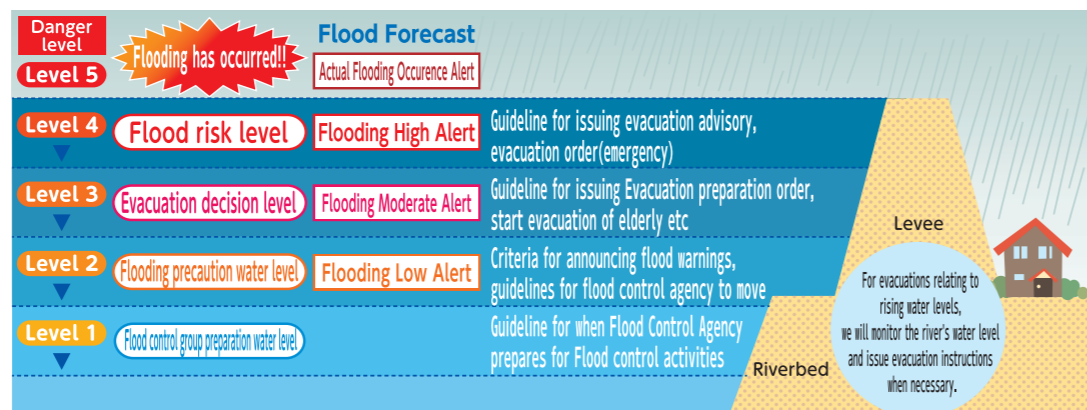 Danger
level
Level 5
Flooding has occurred!!
Flood Forecast
Actual Flooding Occurence Alert
Level 4
Flood risk level
Flooding High Alert
Guideline for issuing evacuation advisory,
evacuation order(emergency)
Level 3
Evacuation decision level
Flooding Moderate Alert
Guideline for issuing Evacuation preparation order,
start evacuation of elderly etc
Level 2
Flooding precaution water level
Flooding Low Alert
Criteria for announcing flood warnings,
guidelines for flood control agency to move
Level 1
Flood control group preparation water level
Guideline for when Flood Control Agency
prepares for Flood control activities
Levee
Riverbed
For evacuations relating to
rising water levels,
we will monitor the river's water level
and issue evacuation instructions
when necessary.